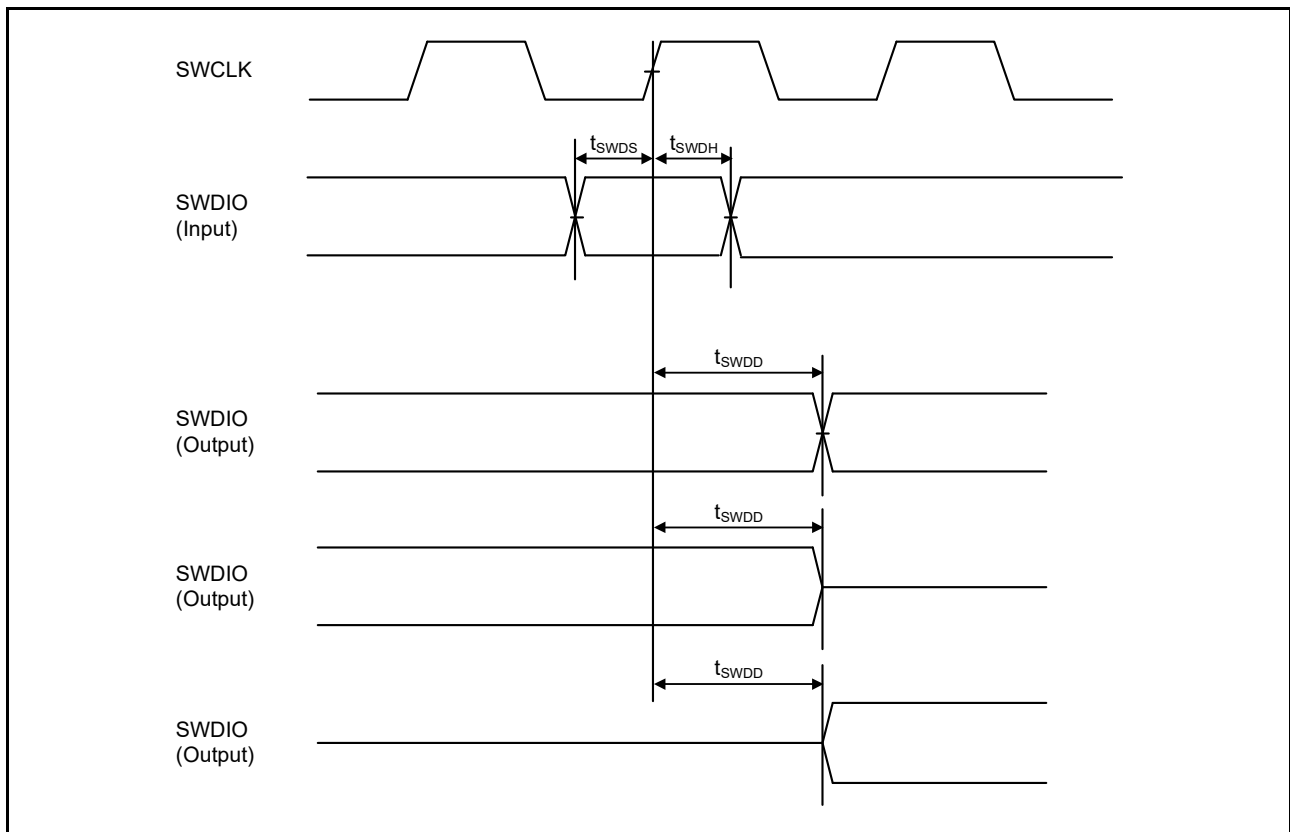 SWCLK
tSWDS
tSWDH
SWDIO
(Input)
tSWDD
SWDIO
(Output)
tSWDD
SWDIO
(Output)
tSWDD
SWDIO
(Output)